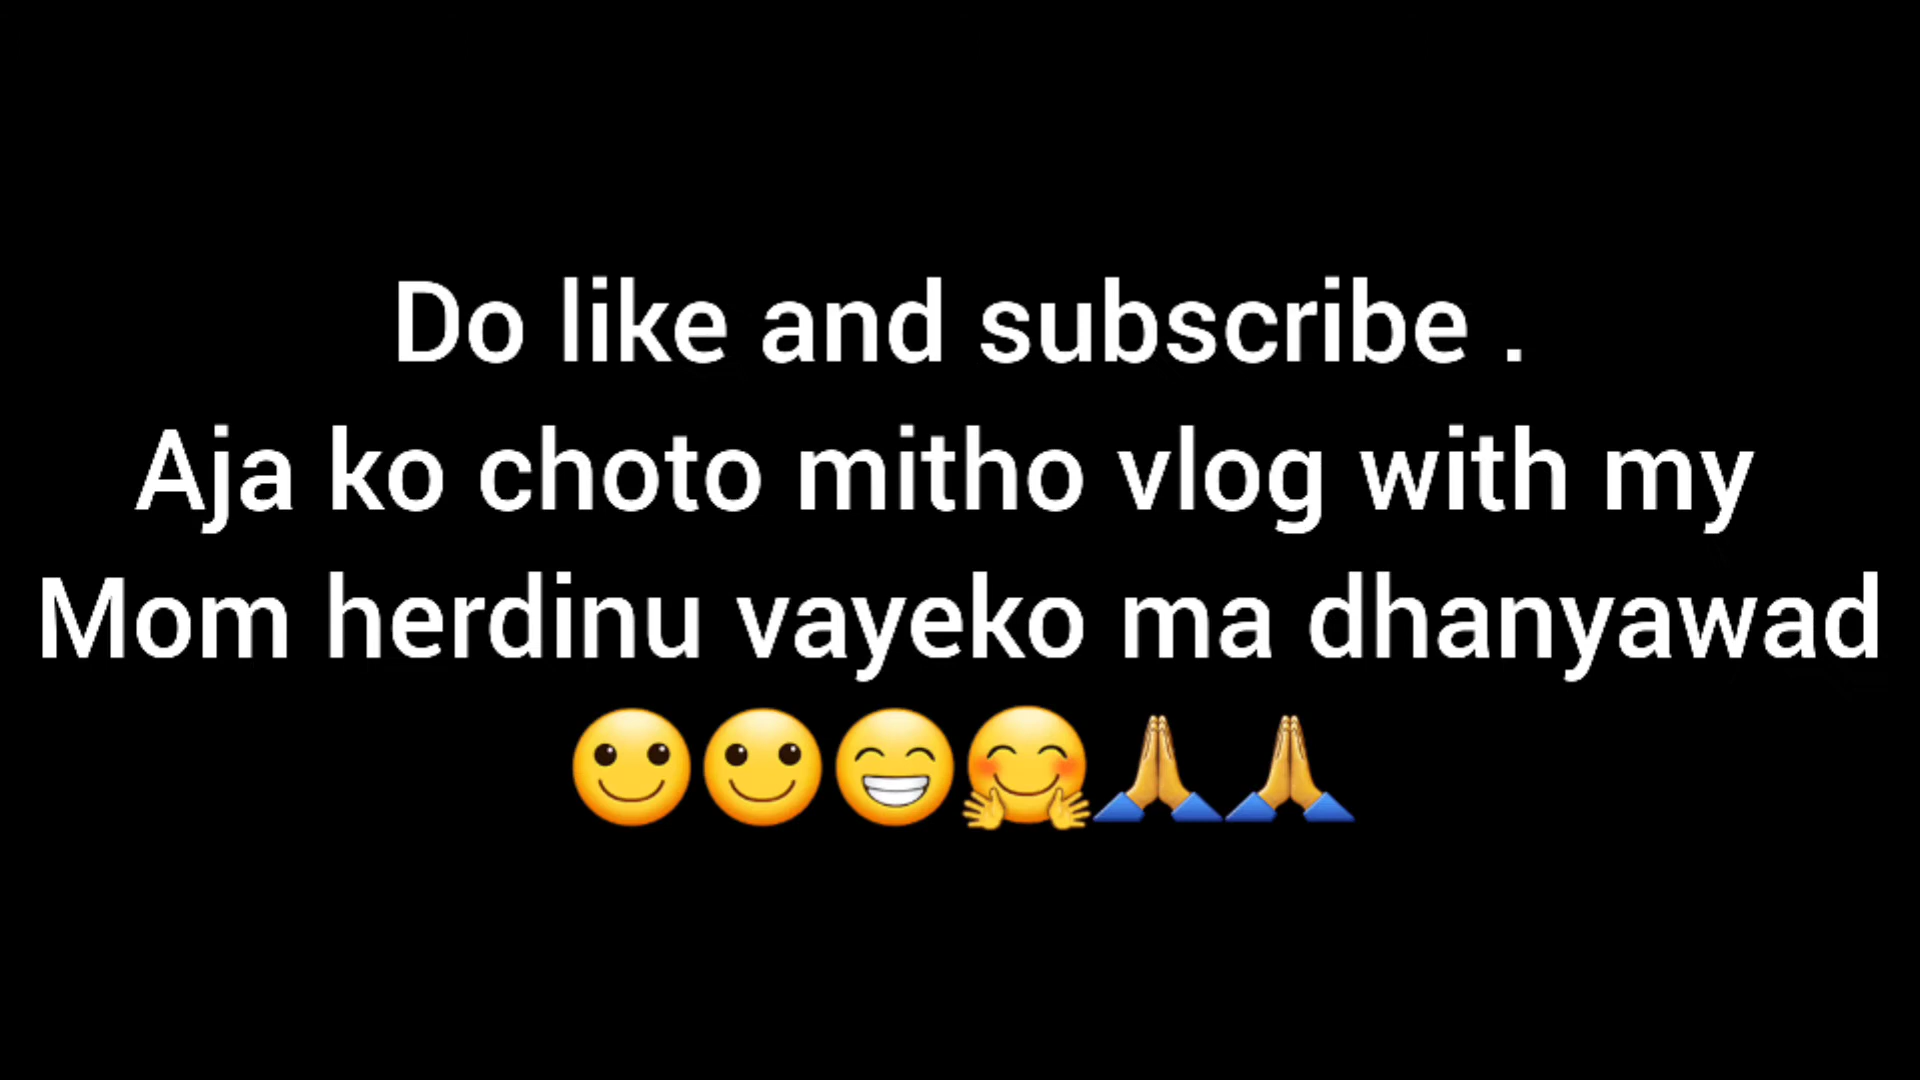 Do like and subscribe .
Aja ko choto mitho vlog with my
Mom herdinu vayeko ma dhanyawad
🙂🙂😁🤗🙏🙏